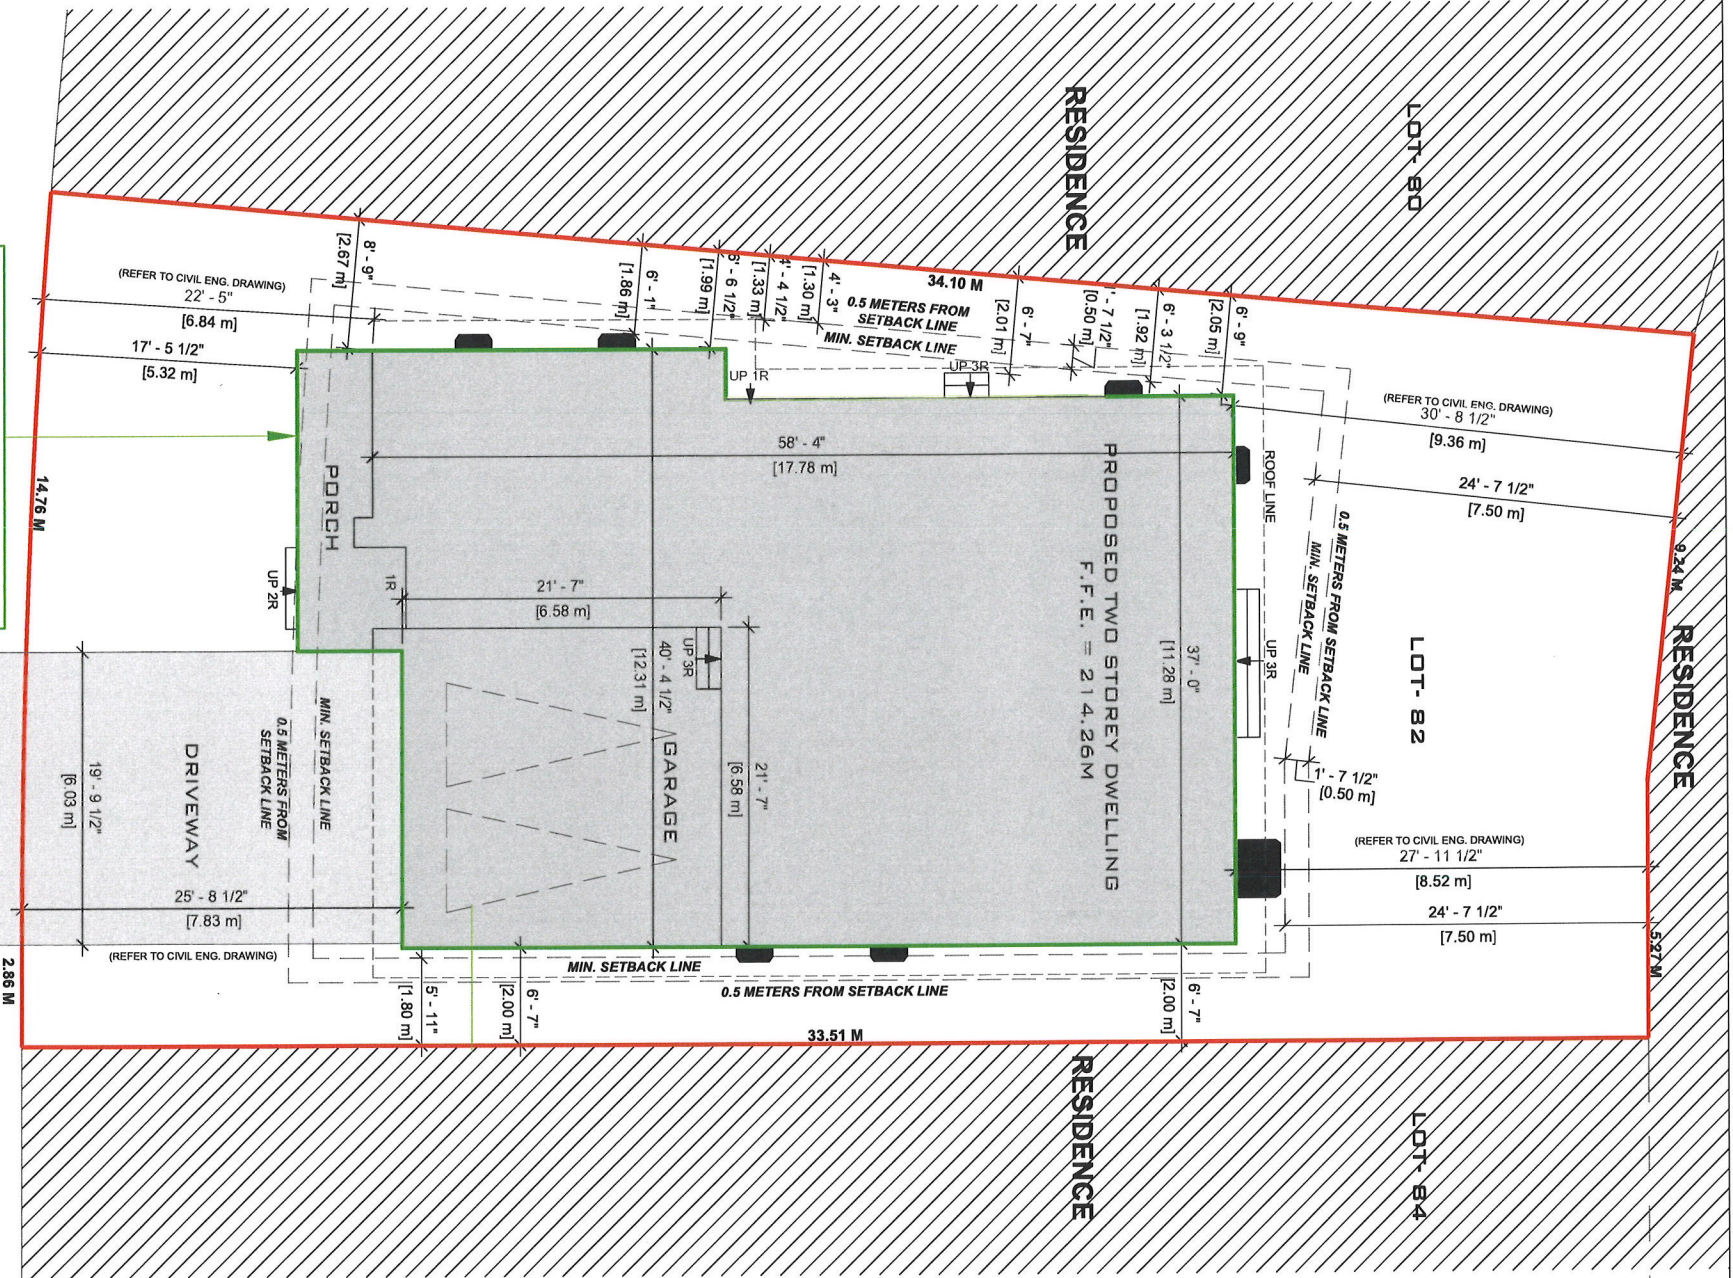 RESIDENCE
LOT- 80
8' - 9"
[2.67 m]
6' - 1"
[1.86 m]
6' - 6 1/2"
[1.99 m]
4' - 4 1/2"
[1.33 m]
4' - 3"
[1.30 m]
34.10 M
0.5 METERS FROM
SETBACK LINE
MIN. SETBACK LINE
6' - 7"
[2.01 m]
1' - 7 1/2"
[0.50 m]
6' - 3 1/2"
[1.92 m]
6' - 9"
[2.05 m]
(REFER TO CIVIL ENG. DRAWING)
22' - 5"
[6.84 m]
17' - 5 1/2"
[5.32 m]
UP 1R
UP 3R
(REFER TO CIVIL ENG. DRAWING)
30' - 8 1/2"
[9.36 m]
24' - 7 1/2"
[7.50 m]
58' - 4"
[17.78 m]
ROOF LINE
14.76 M
PORCH
UP 2R
1R
21' - 7"
[6.58 m]
PROPOSED TWO STOREY DWELLING
F.F.E. = 214.26M
0.5 METERS FROM SETBACK LINE
MIN. SETBACK LINE
9.24 M
RESIDENCE
LOT- 82
UP 3R
37' - 0"
[11.28 m]
UP 3R
40' - 4 1/2"
[12.31 m]
GARAGE
21' - 7"
[6.58 m]
1' - 7 1/2"
[0.50 m]
MIN. SETBACK LINE
0.5 METERS FROM
SETBACK LINE
DRIVEWAY
19' - 9 1/2"
[6.03 m]
25' - 8 1/2"
[7.83 m]
(REFER TO CIVIL ENG. DRAWING)
(REFER TO CIVIL ENG. DRAWING)
27' - 11 1/2"
[8.52 m]
24' - 7 1/2"
[7.50 m]
5.27 M
2.86 M
MIN. SETBACK LINE
0.5 METERS FROM SETBACK LINE
5' - 11"
[1.80 m]
6' - 7"
[2.00 m]
6' - 7"
[2.00 m]
33.51 M
RESIDENCE
LOT- 84